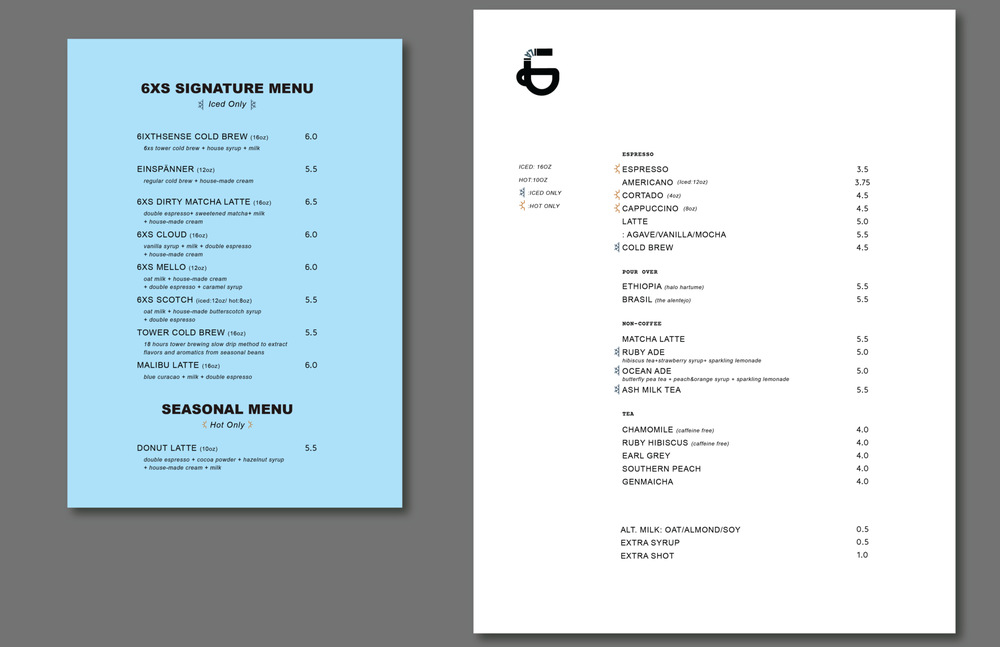 6XS SIGNATURE MENU
Iced Only
6IXTHSENSE COLD BREW (16oz) 6.0
6xs tower cold brew + house syrup + milk
EINSPÄNNER (12oz) 5.5
regular cold brew + house-made cream
6XS DIRTY MATCHA LATTE (16oz) 6.5
double espresso+ sweetened matcha+ milk
+ house-made cream
6XS CLOUD (16oz) 6.0
vanilla syrup + milk + double espresso
+ house-made cream
6XS MELLO (12oz) 6.0
oat milk + house-made cream
+ double espresso + caramel syrup
6XS SCOTCH (iced:12oz/ hot:8oz) 5.5
oat milk + house-made butterscotch syrup
+ double espresso
TOWER COLD BREW (16oz) 5.5
18 hours tower brewing slow drip method to extract
flavors and aromatics from seasonal beans
MALIBU LATTE (16oz) 6.0
blue curacao + milk + double espresso
SEASONAL MENU
Hot Only
DONUT LATTE (10oz) 5.5
double espresso + cocoa powder + hazelnut syrup
+ house-made cream + milk
6
ICED: 16OZ
HOT:10OZ
:ICED ONLY
:HOT ONLY
ESPRESSO
ESPRESSO 3.5
AMERICANO (Iced:12oz) 3.75
CORTADO (4oz) 4.5
CAPPUCCINO (8oz) 4.5
LATTE 5.0
: AGAVE/VANILLA/MOCHA 5.5
COLD BREW 4.5
POUR OVER
ETHIOPIA (halo hartume) 5.5
BRASIL (the alentejo) 5.5
NON-COFFEE
MATCHA LATTE 5.5
RUBY ADE 5.0
hibiscus tea+strawberry syrup+ sparkling lemonade
OCEAN ADE 5.0
butterfly pea tea + peach&orange syrup + sparkling lemonade
ASH MILK TEA 5.5
TEA
CHAMOMILE (caffeine free) 4.0
RUBY HIBISCUS (caffeine free) 4.0
EARL GREY 4.0
SOUTHERN PEACH 4.0
GENMAICHA 4.0
ALT. MILK: OAT/ALMOND/SOY 0.5
EXTRA SYRUP 0.5
EXTRA SHOT 1.0